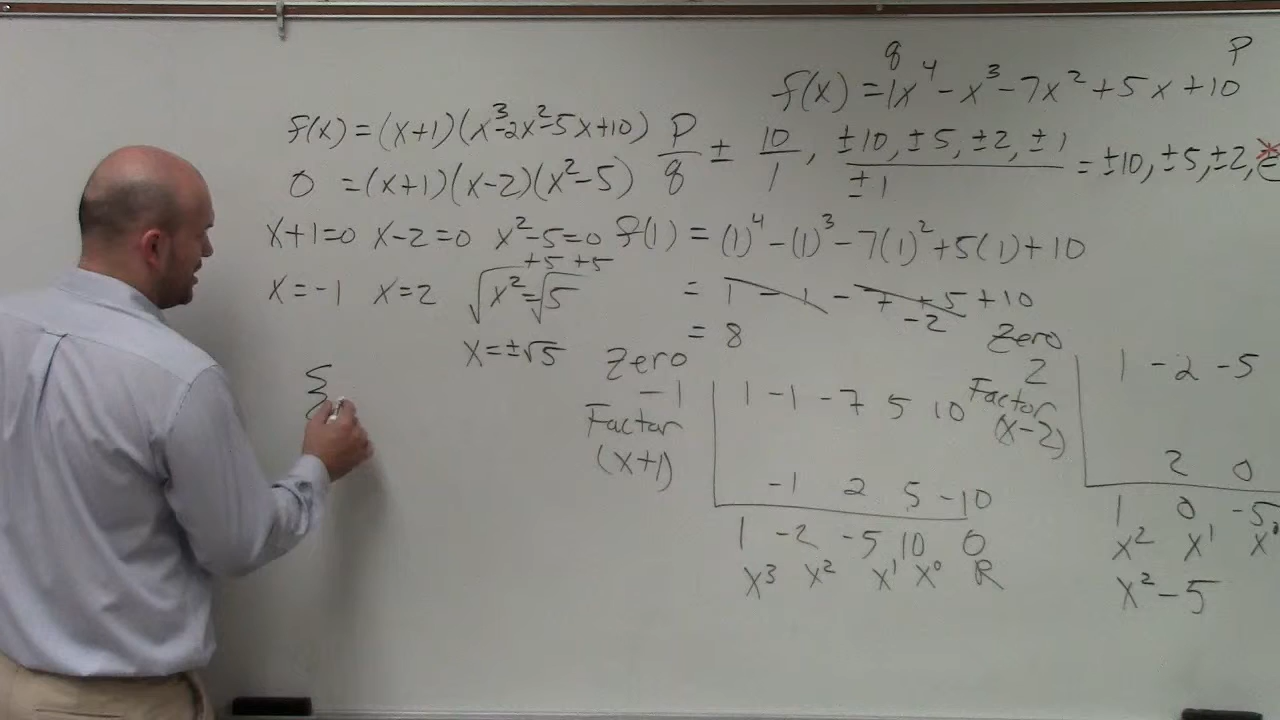 f(x) = 1x⁴ - x³ - 7x² + 5x + 10
q
p
p/q ± 10/1, ±10, ±5, ±2, ±1 / ±1 = ±10, ±5, ±2,
f(1) = (1)⁴ - (1)³ - 7(1)² + 5(1) + 10
= 1 - 1 - 7 + 5 + 10
-2
= 8
f(x) = (x+1)(x³-2x²-5x+10)
0 = (x+1)(x-2)(x²-5)
x+1=0 x-2=0 x²-5=0
+5 +5
x=-1 x=2 √x²=√5
x=±√5
{
Zero
-1 | 1 -1 -7 5 10
Factor
(x+1)
-1 2 5 -10
1 -2 -5 10 0
x³ x² x¹ x⁰ R
Zero
2 | 1 -2 -5
Factor
(x-2)
2 0
1 0 -5
x² x¹ x⁰
x² - 5